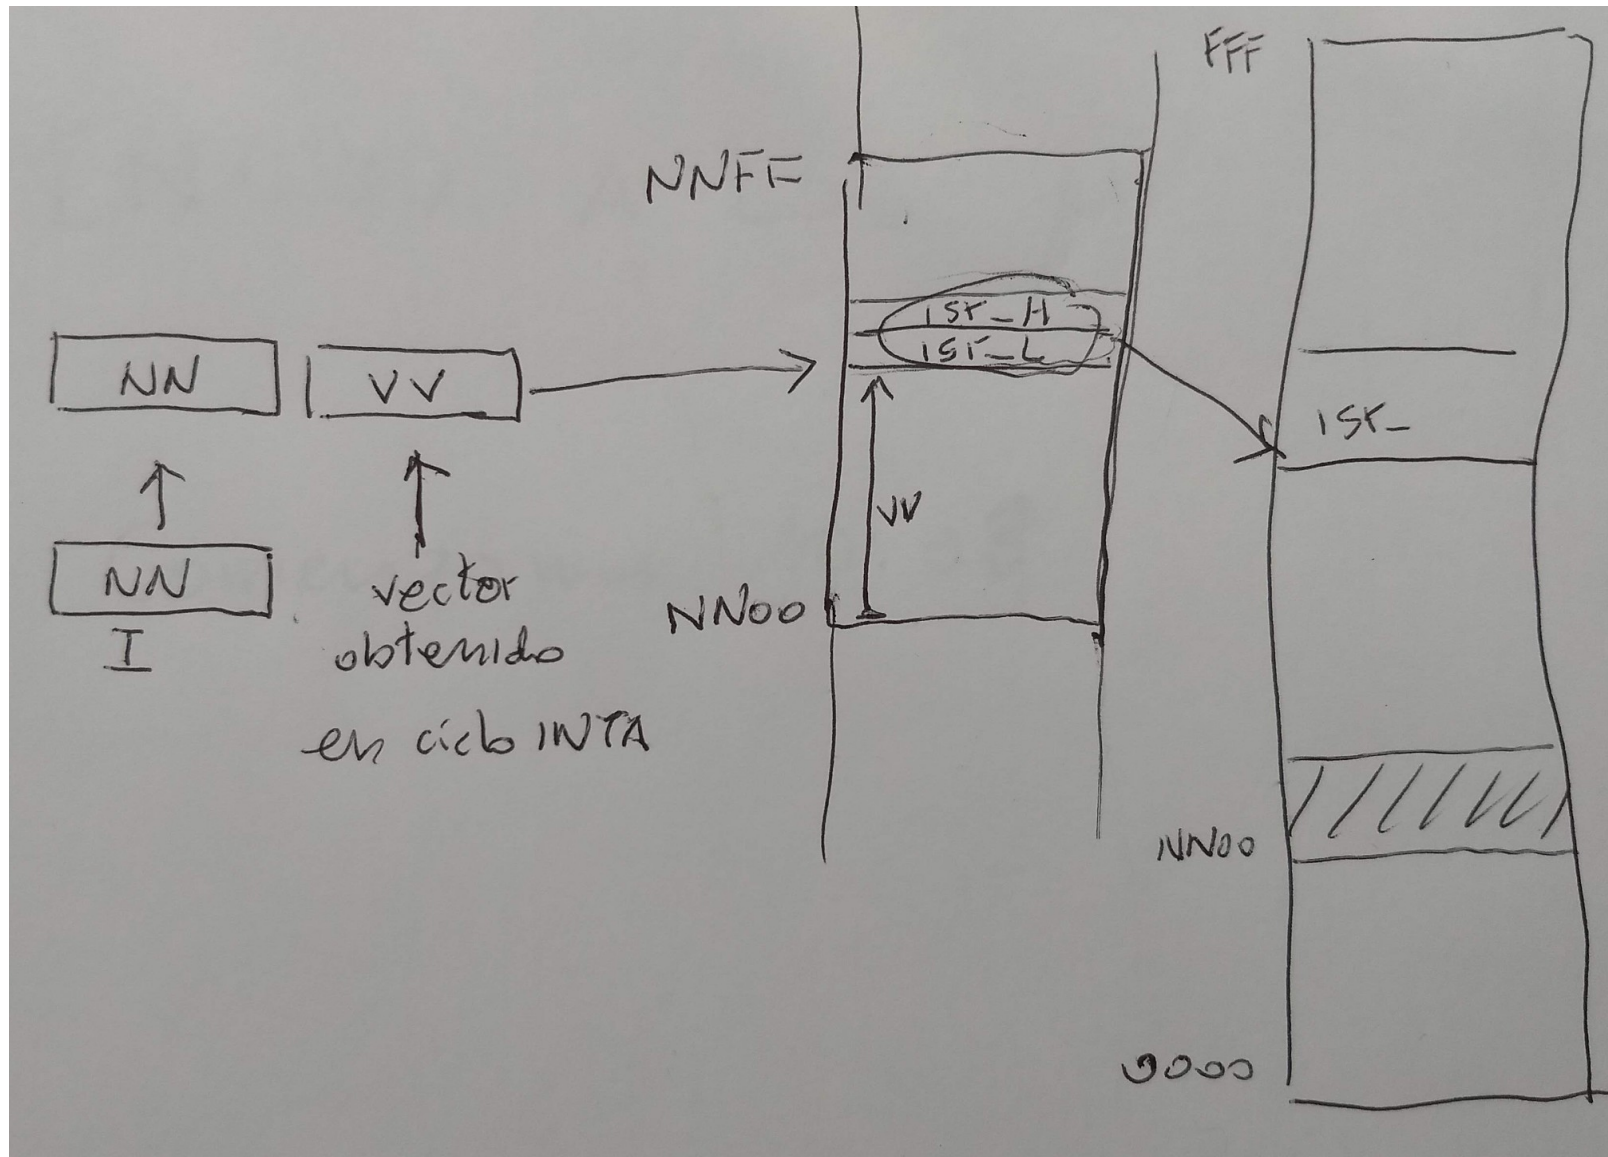 NN
VV
NN
I
vector
obtenido
en ciclo INTA
NNFF
isr_H
isr_L
VV
NN00
FFF
isr_
NN00
0000